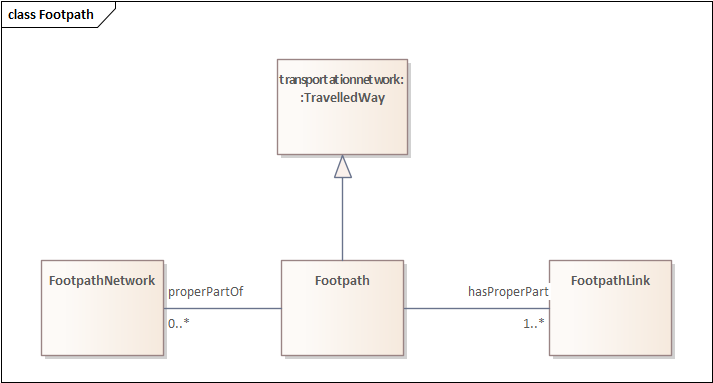 class Footpath
transportationnetwork:
:TravelledWay
FootpathNetwork
properPartOf
0..*
Footpath
hasProperPart
1..*
FootpathLink